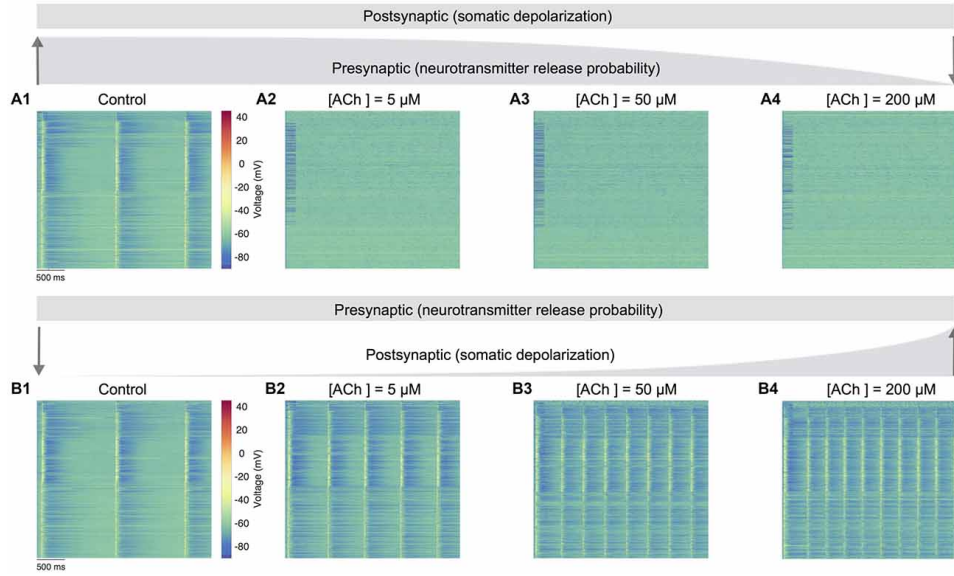 Postsynaptic (somatic depolarization)
Presynaptic (neurotransmitter release probability)
A1 Control A2 [ACh ] = 5 µM A3 [ACh ] = 50 µM A4 [ACh ] = 200 µM
40
20
0
-20
-40
-60
-80
Voltage (mV)
500 ms
Presynaptic (neurotransmitter release probability)
Postsynaptic (somatic depolarization)
B1 Control B2 [ACh ] = 5 µM B3 [ACh ] = 50 µM B4 [ACh ] = 200 µM
40
20
0
-20
-40
-60
-80
Voltage (mV)
500 ms